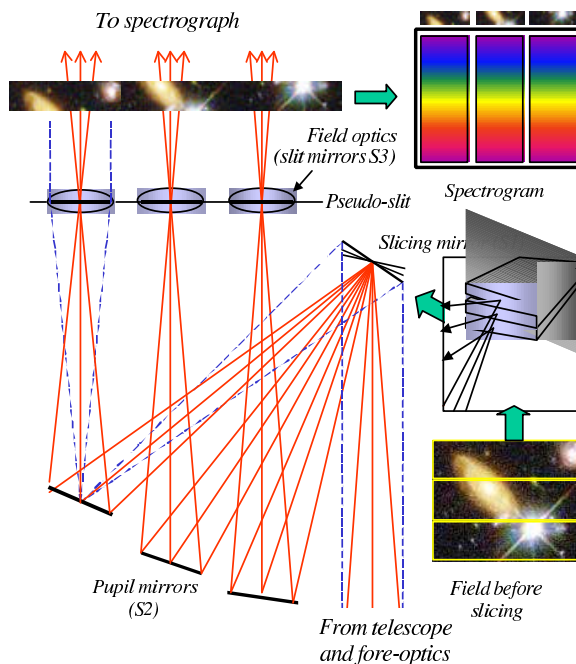 To spectrograph
Field optics
(slit mirrors S3)
Pseudo-slit
Spectrogram
Slicing mirror (S1)
Pupil mirrors
(S2)
From telescope
and fore-optics
Field before
slicing